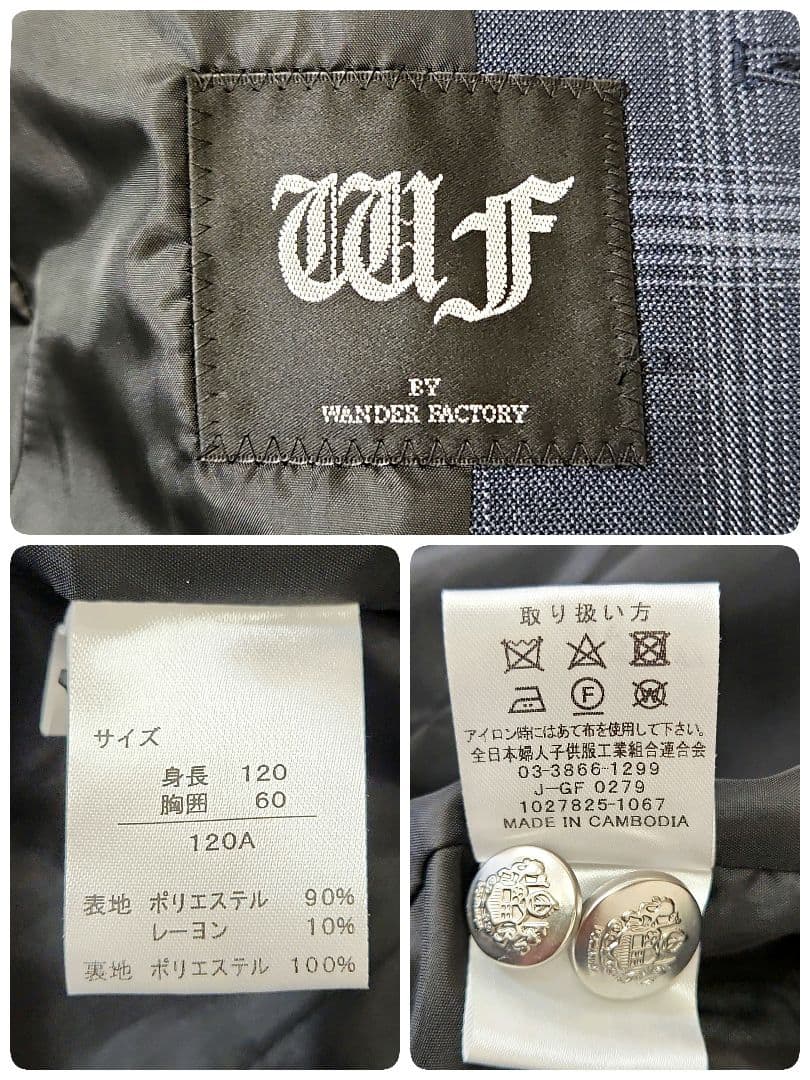 WF
BY
WANDER FACTORY
サイズ
身長 120
胸囲 60
120A
表地 ポリエステル 90%
レーヨン 10%
裏地 ポリエステル 100%
取り扱い方
F
W
アイロン時にはあて布を使用して下さい。
全日本婦人子供服工業組合連合会
03-3866-1299
J-GF 0279
1027825-1067
MADE IN CAMBODIA